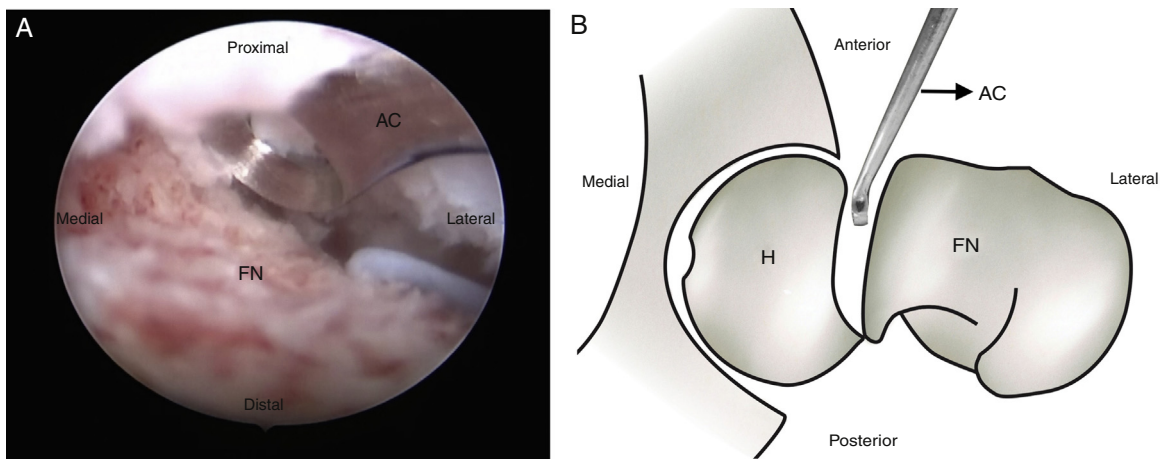 A
Proximal
AC
Medial
Lateral
FN
Distal
B
Anterior
AC
Medial
Lateral
H
FN
Posterior